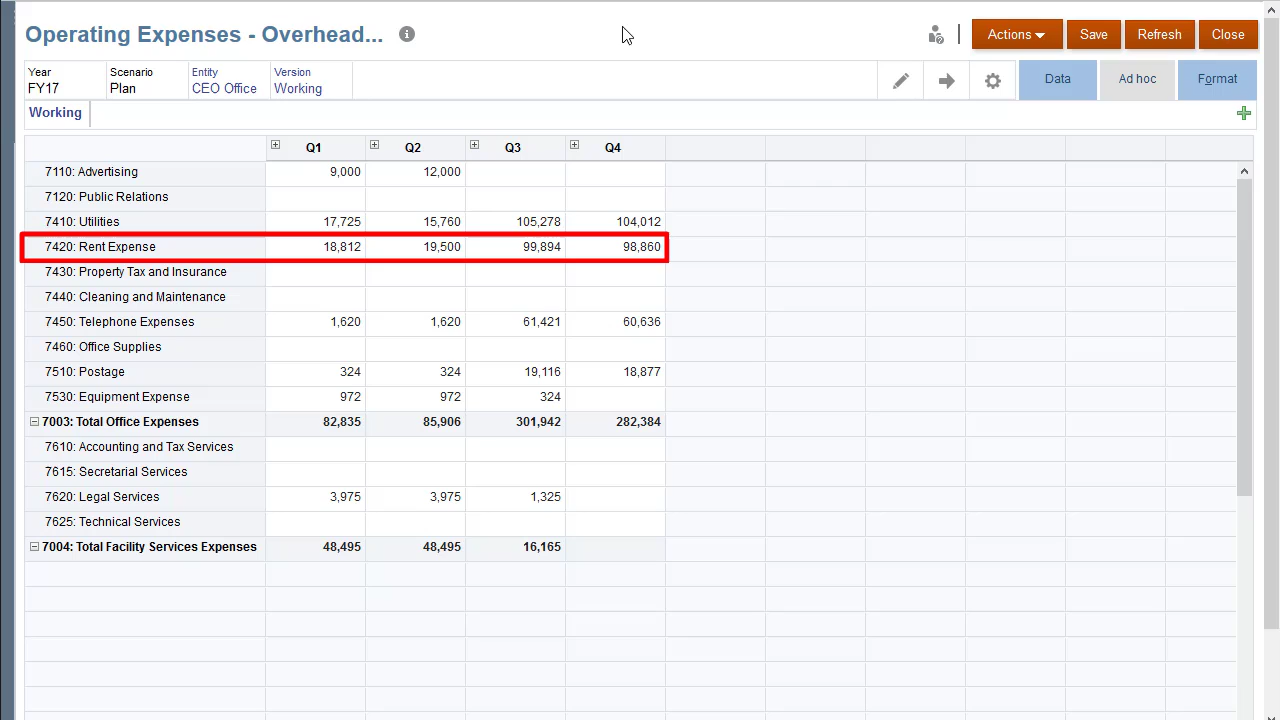 Operating Expenses - Overhead...
Actions Save Refresh Close
Year Scenario Entity Version
FY17 Plan CEO Office Working
Data Ad hoc Format
Working
Q1 Q2 Q3 Q4
7110: Advertising 9,000 12,000
7120: Public Relations
7410: Utilities 17,725 15,760 105,278 104,012
7420: Rent Expense 18,812 19,500 99,894 98,860
7430: Property Tax and Insurance
7440: Cleaning and Maintenance
7450: Telephone Expenses 1,620 1,620 61,421 60,636
7460: Office Supplies
7510: Postage 324 324 19,116 18,877
7530: Equipment Expense 972 972 324
7003: Total Office Expenses 82,835 85,906 301,942 282,384
7610: Accounting and Tax Services
7615: Secretarial Services
7620: Legal Services 3,975 3,975 1,325
7625: Technical Services
7004: Total Facility Services Expenses 48,495 48,495 16,165